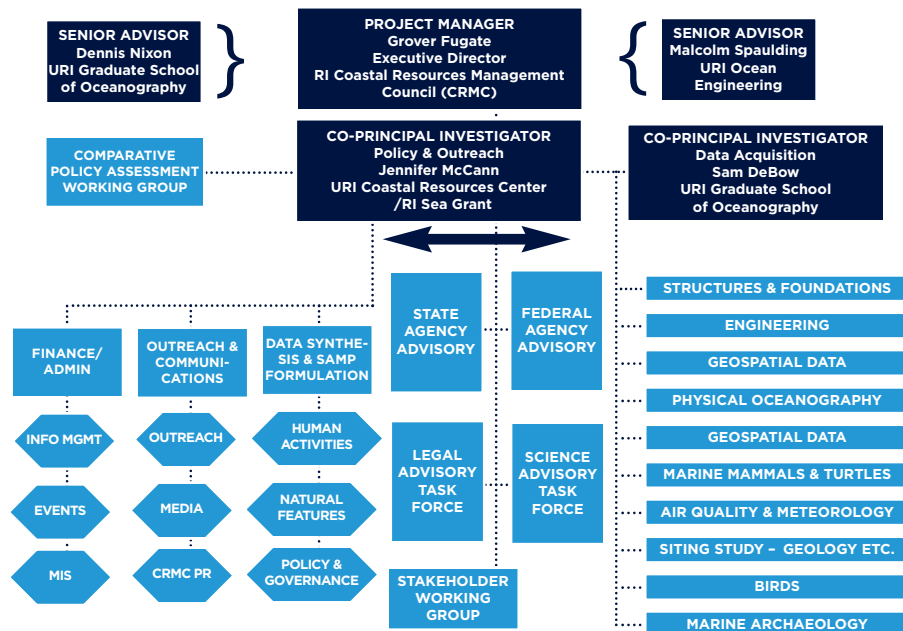 PROJECT MANAGER
Grover Fugate
Executive Director
RI Coastal Resources Management
Council (CRMC)
SENIOR ADVISOR
Dennis Nixon
URI Graduate School
of Oceanography
SENIOR ADVISOR
Malcolm Spaulding
URI Ocean
Engineering
COMPARATIVE
POLICY ASSESSMENT
WORKING GROUP
CO-PRINCIPAL INVESTIGATOR
Policy & Outreach
Jennifer McCann
URI Coastal Resources Center
/RI Sea Grant
CO-PRINCIPAL INVESTIGATOR
Data Acquisition
Sam DeBow
URI Graduate School
of Oceanography
FINANCE/
ADMIN
INFO MGMT
EVENTS
MIS
OUTREACH &
COMMUNI-
CATIONS
OUTREACH
MEDIA
CRMC PR
DATA SYNTHE-
SIS & SAMP
FORMULATION
HUMAN
ACTIVITIES
NATURAL
FEATURES
POLICY &
GOVERNANCE
STATE
AGENCY
ADVISORY
FEDERAL
AGENCY
ADVISORY
LEGAL
ADVISORY
TASK
FORCE
SCIENCE
ADVISORY
TASK
FORCE
STAKEHOLDER
WORKING
GROUP
STRUCTURES & FOUNDATIONS
ENGINEERING
GEOSPATIAL DATA
PHYSICAL OCEANOGRAPHY
GEOSPATIAL DATA
MARINE MAMMALS & TURTLES
AIR QUALITY & METEOROLOGY
SITING STUDY – GEOLOGY ETC.
BIRDS
MARINE ARCHAEOLOGY